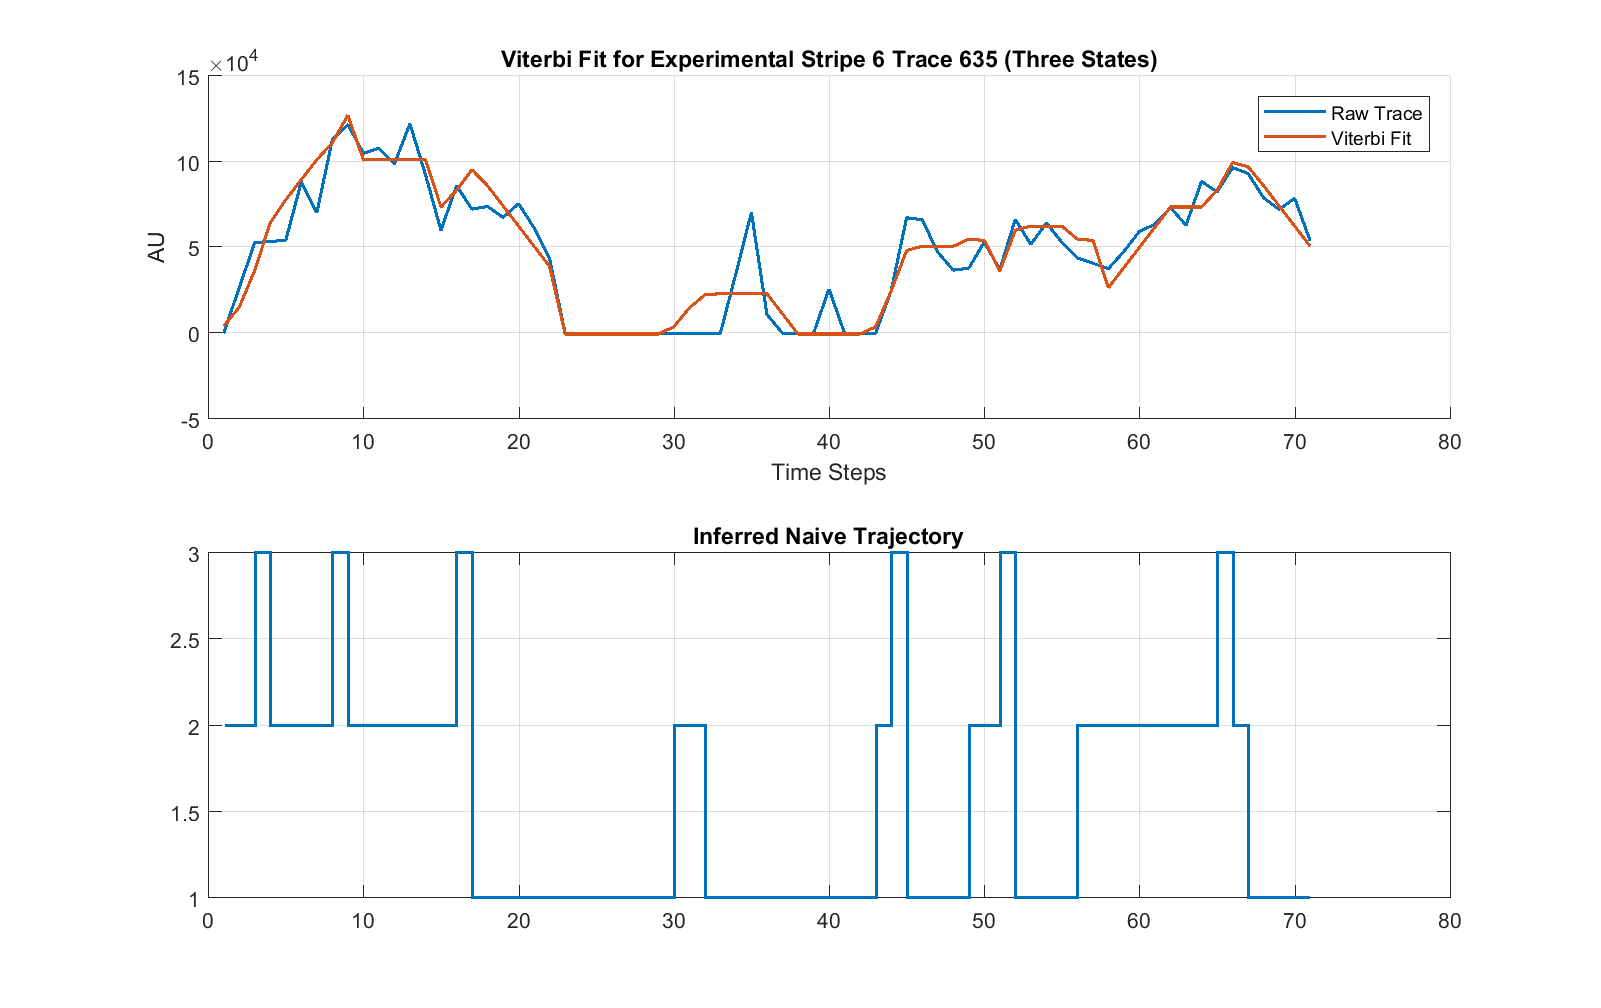 Viterbi Fit for Experimental Stripe 6 Trace 635 (Three States)
×10⁴
15
10
5
0
-5
AU
Raw Trace
Viterbi Fit
0 10 20 30 40 50 60 70 80
Time Steps
Inferred Naive Trajectory
3
2.5
2
1.5
1
0 10 20 30 40 50 60 70 80